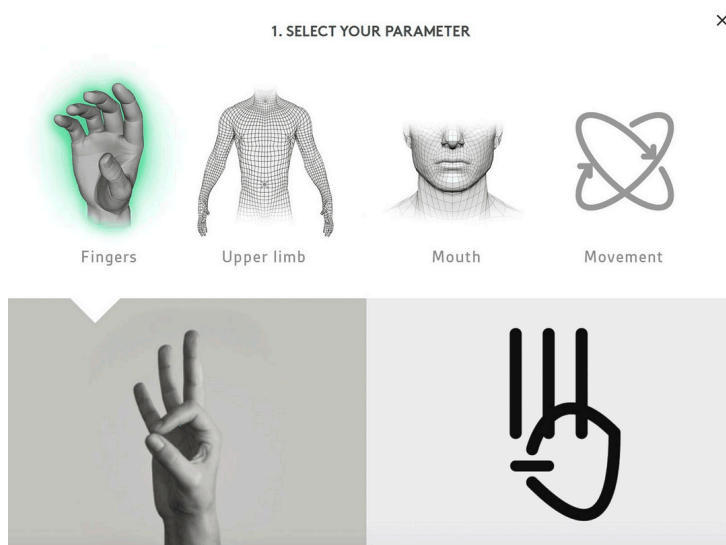 1. SELECT YOUR PARAMETER
Fingers
Upper limb
Mouth
Movement